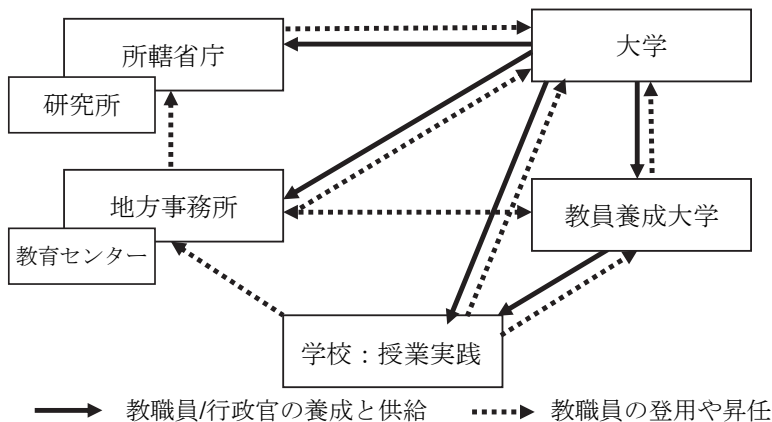 所轄省庁
大学
研究所
地方事務所
教員養成大学
教育センター
学校：授業実践
教職員/行政官の養成と供給
教職員の登用や昇任